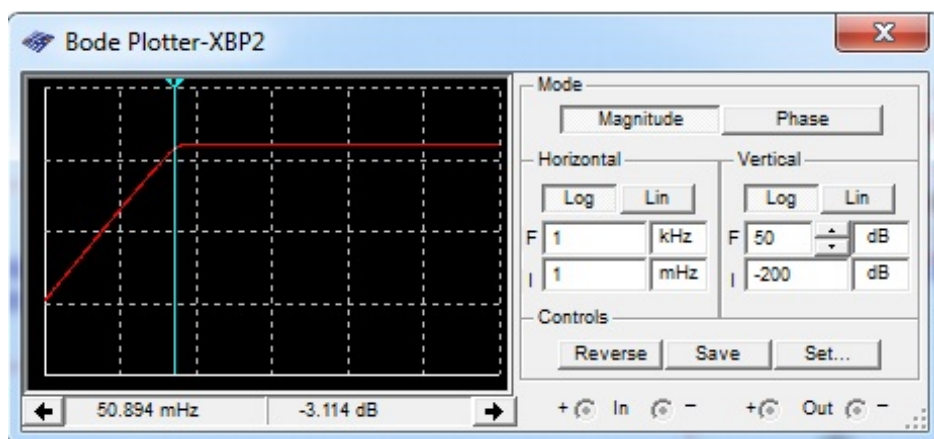 Bode Plotter-XBP2
x
Mode
Magnitude Phase
Horizontal Vertical
Log Lin Log Lin
F 1 kHz F 50 dB
I 1 mHz I -200 dB
Controls
Reverse Save Set...
50.894 mHz -3.114 dB + In - + Out -